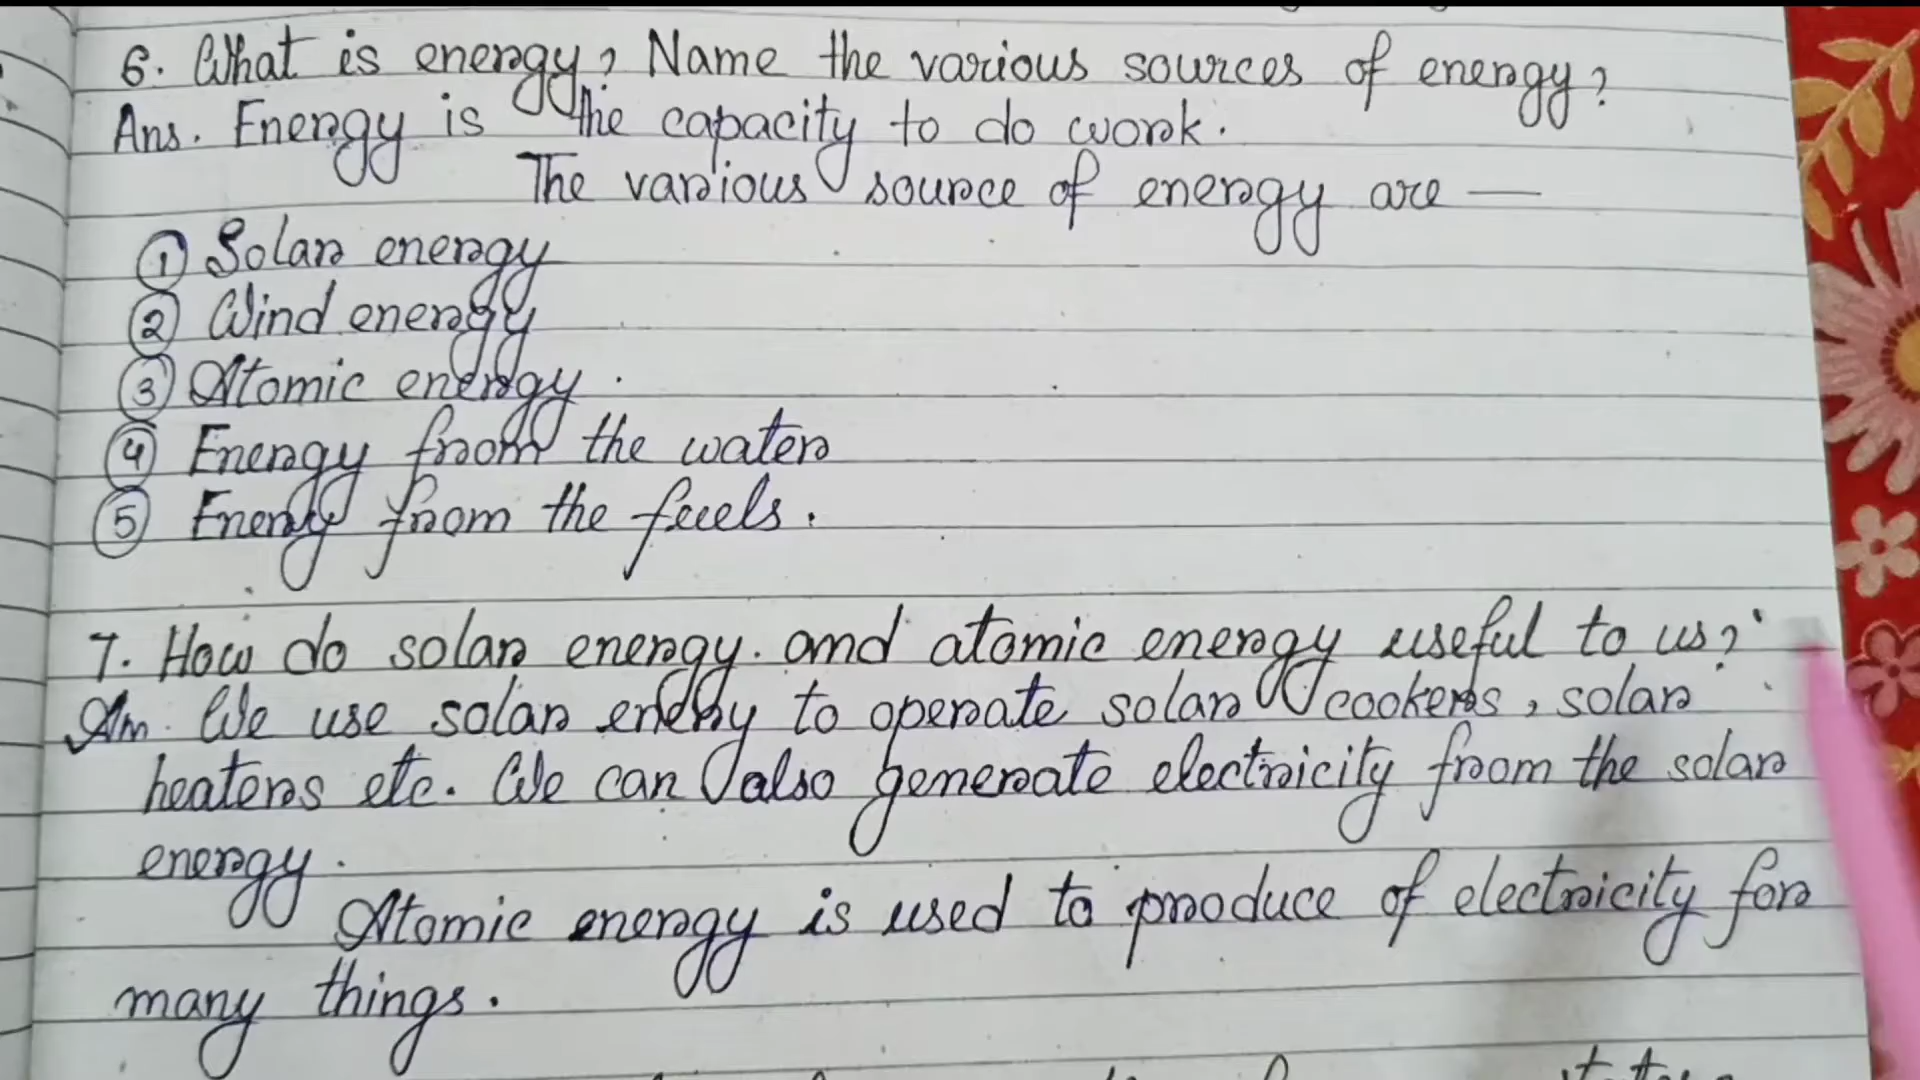 6. What is energy? Name the various sources of energy?
Ans. Energy is the capacity to do work.
The various source of energy are —
① Solar energy
② Wind energy
③ Atomic energy.
④ Energy from the water
⑤ Energy from the fuels.
7. How do solar energy. and atomic energy useful to us?
Ans. We use solar energy to operate solar cookers, solar
heaters etc. We can also generate electricity from the solar
energy.
Atomic energy is used to produce of electricity for
many things.